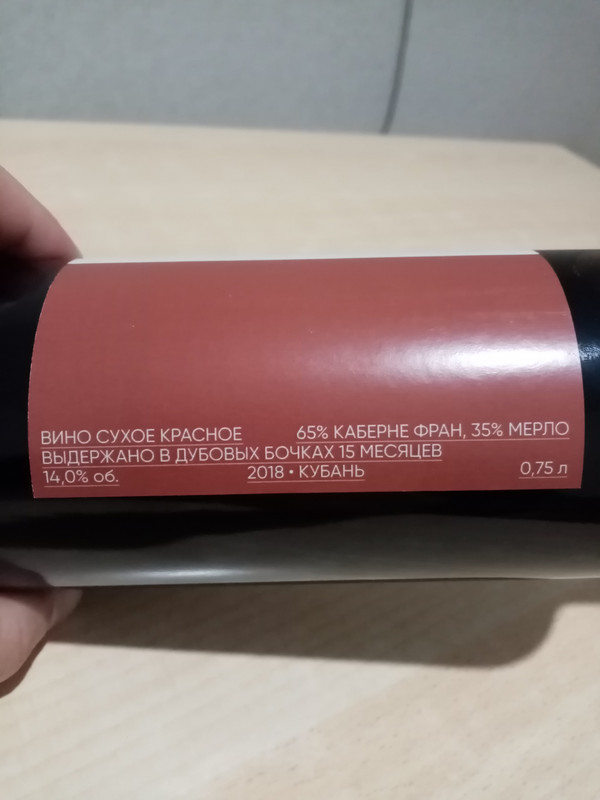 ВИНО СУХОЕ КРАСНОЕ 65% КАБЕРНЕ ФРАН, 35% МЕРЛО
ВЫДЕРЖАНО В ДУБОВЫХ БОЧКАХ 15 МЕСЯЦЕВ
14,0% об. 2018 • КУБАНЬ 0,75 л